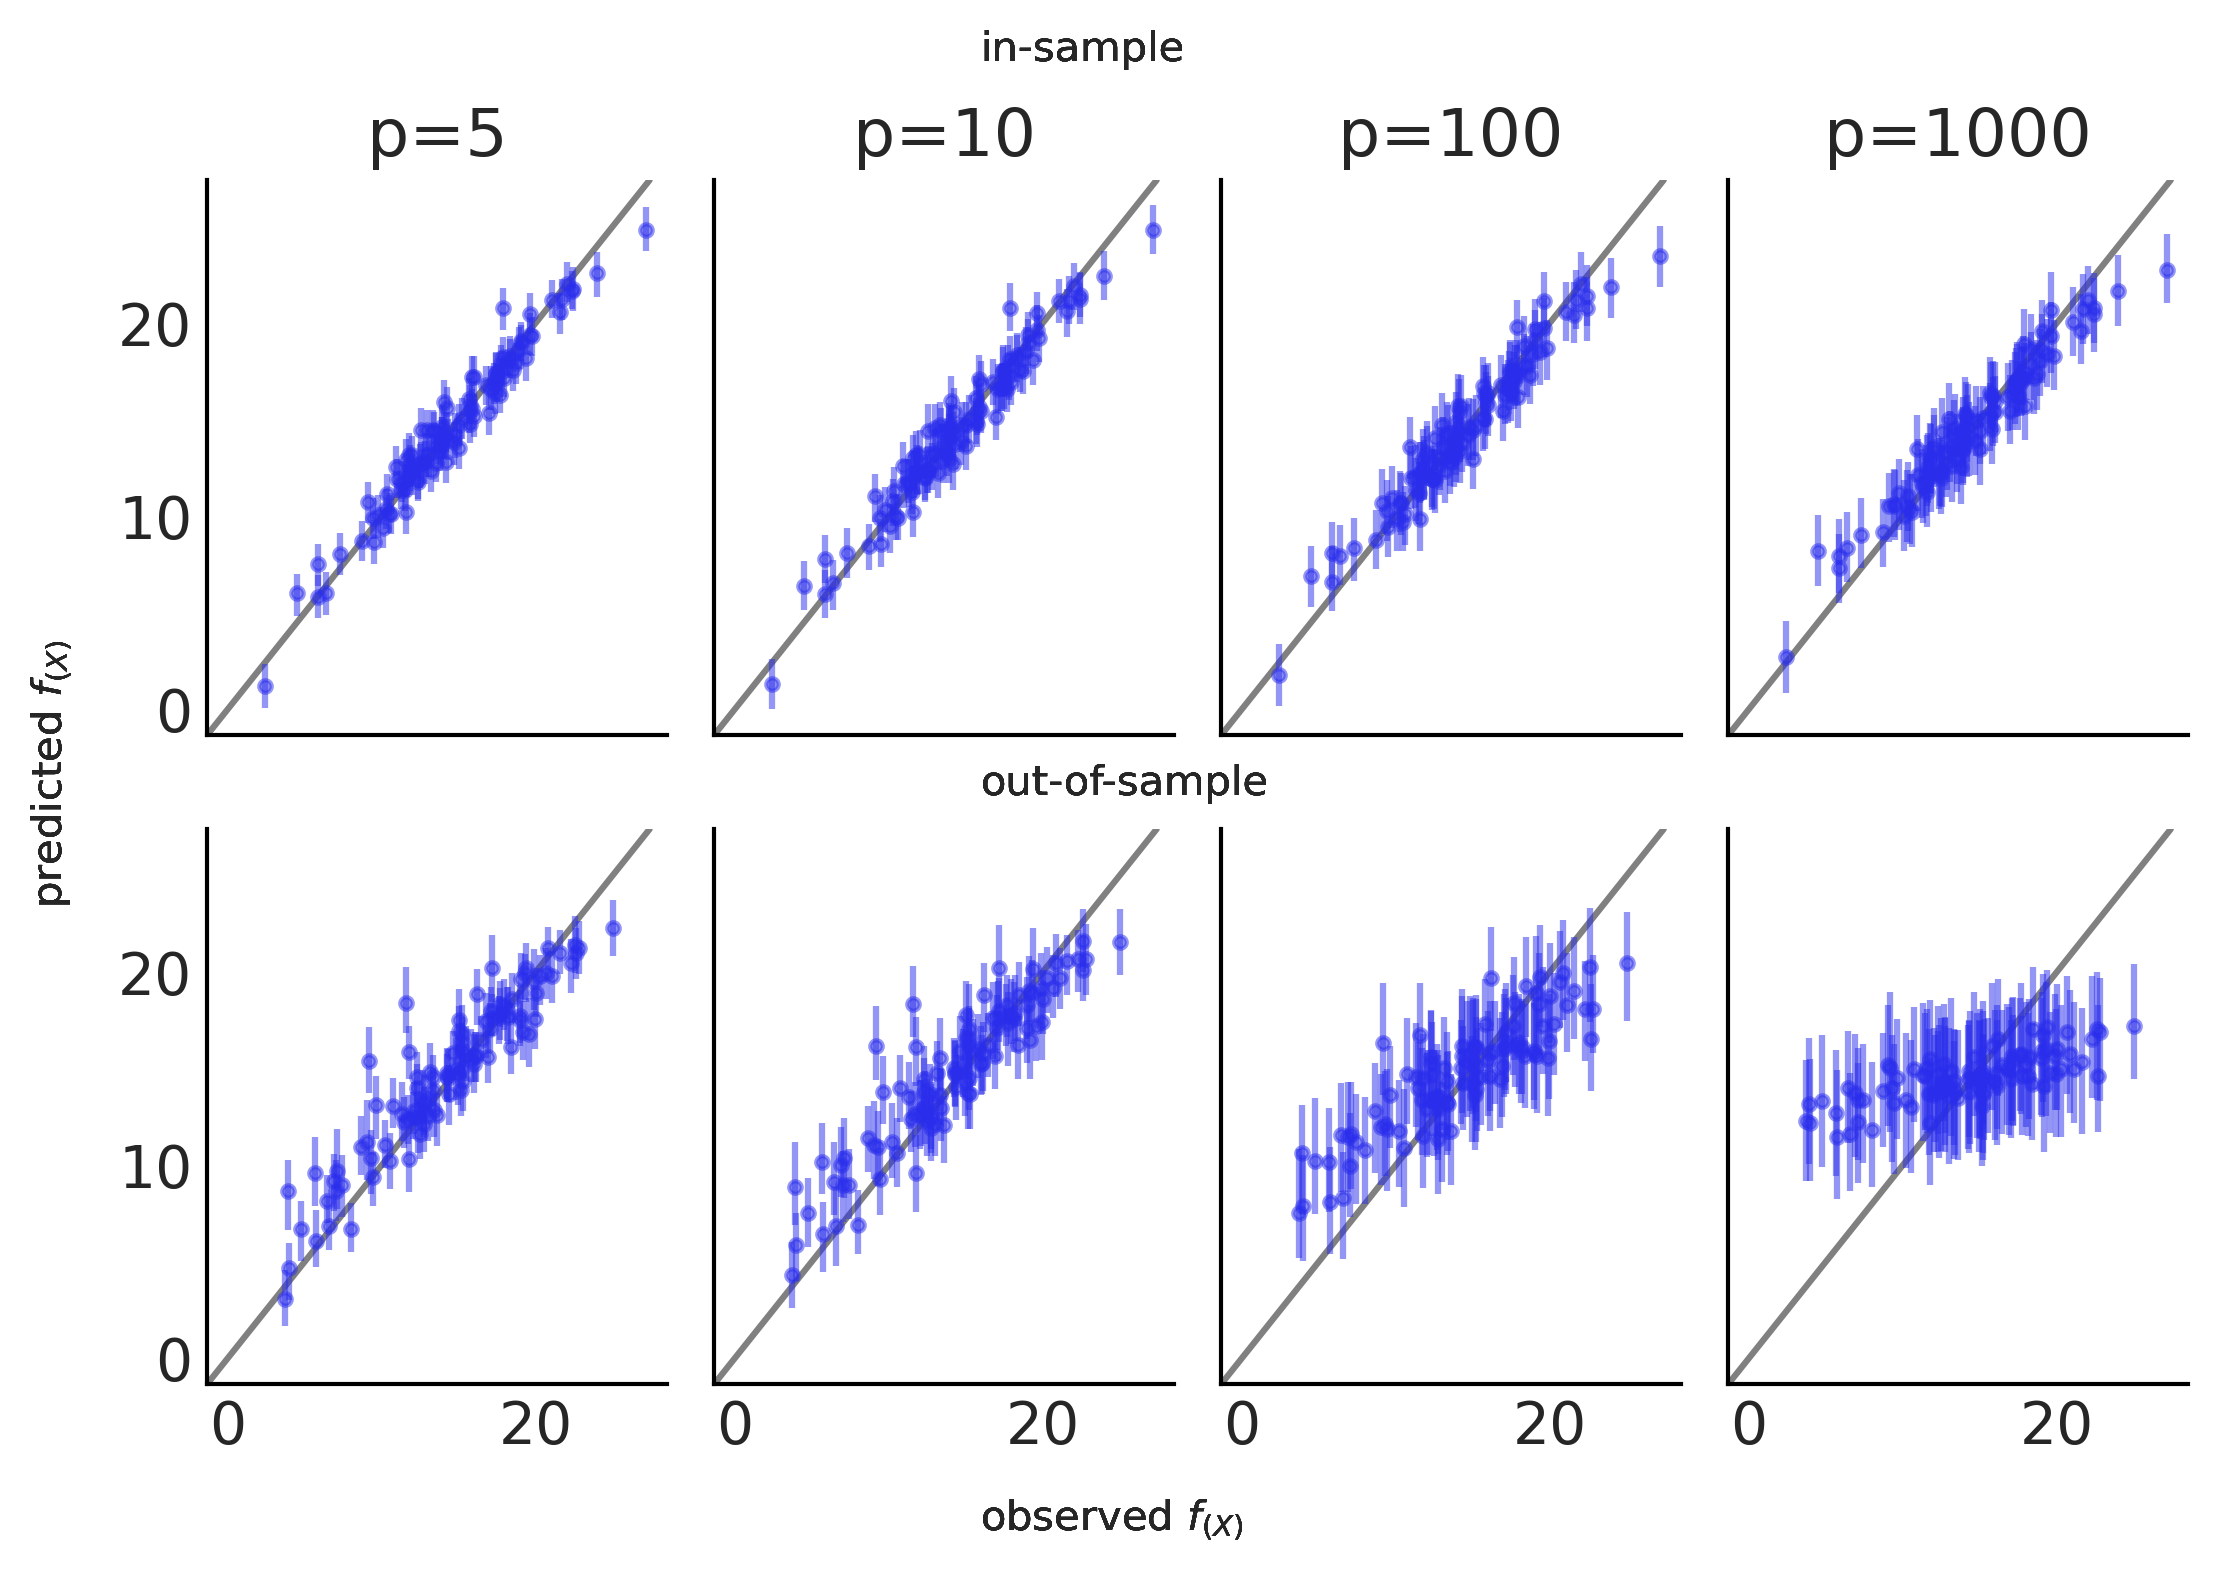 in-sample
p=5 p=10 p=100 p=1000
20
10
0
predicted f(X)
out-of-sample
20
10
0
0 20 0 20 0 20 0 20
observed f(X)